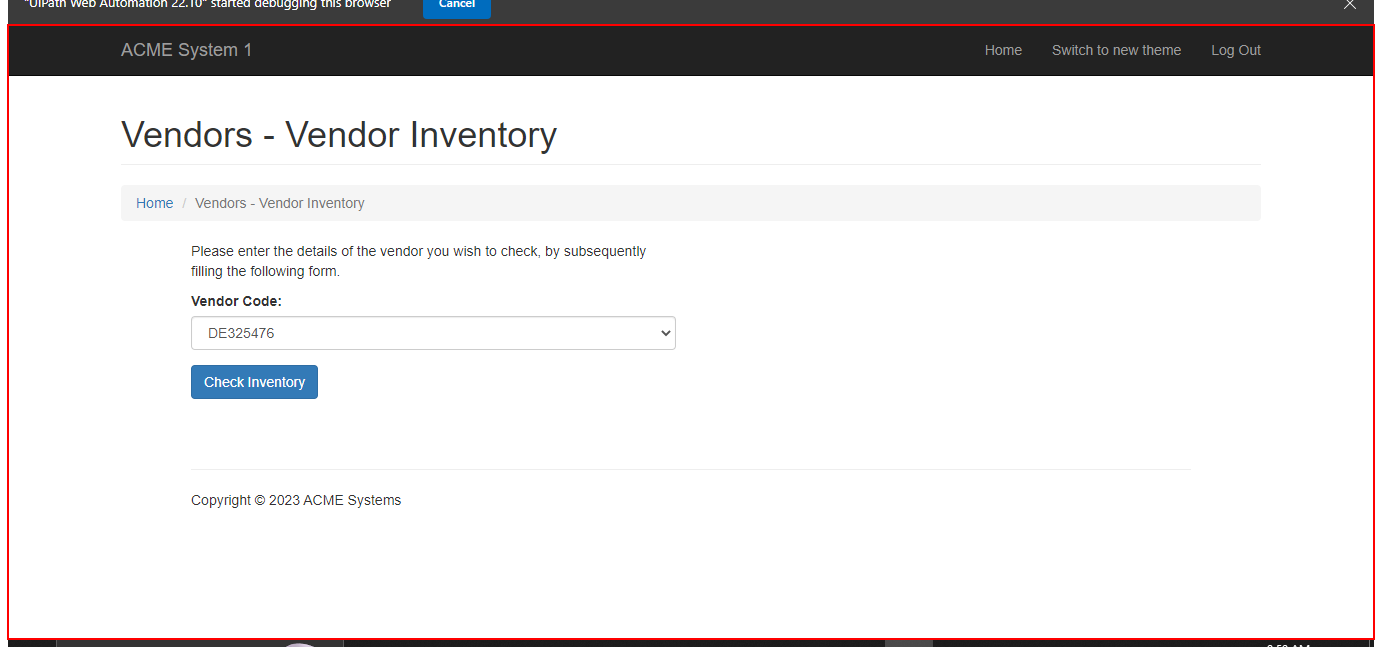 "UiPath Web Automation 22.10" started debugging this browser Cancel
ACME System 1 Home Switch to new theme Log Out
Vendors - Vendor Inventory
Home / Vendors - Vendor Inventory
Please enter the details of the vendor you wish to check, by subsequently
filling the following form.
Vendor Code:
DE325476
Check Inventory
Copyright © 2023 ACME Systems